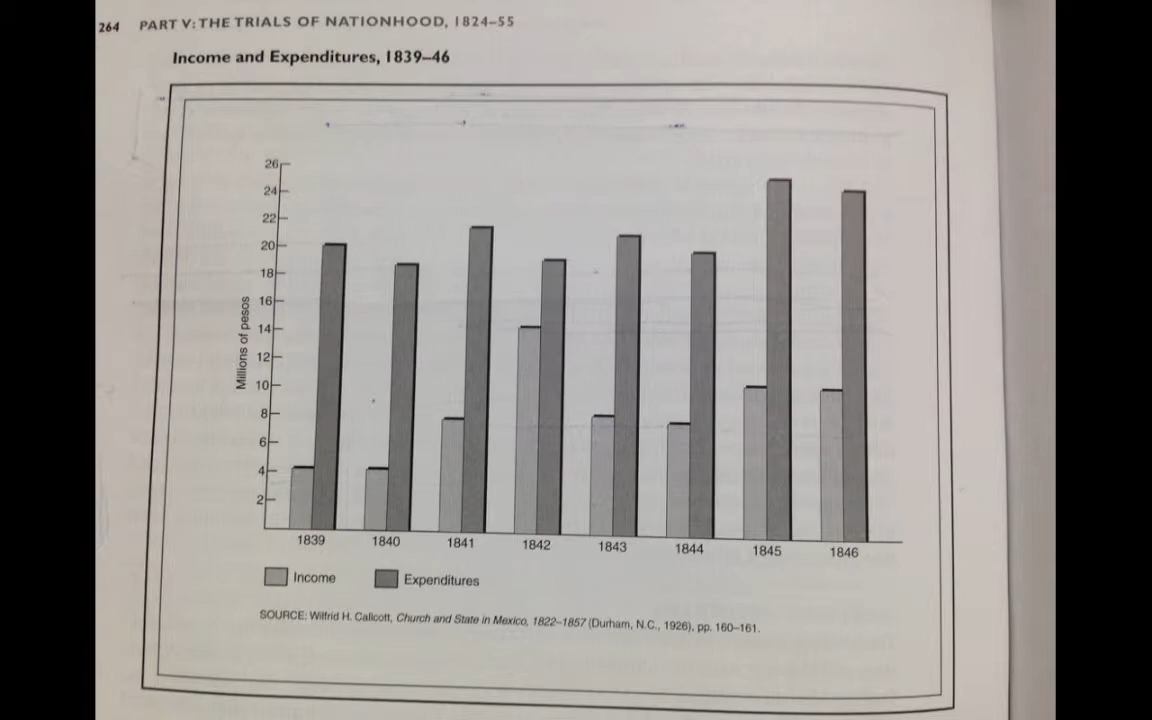 264 PART V: THE TRIALS OF NATIONHOOD, 1824–55
Income and Expenditures, 1839–46
26
24
22
20
18
16
14
12
10
8
6
4
2
Millions of pesos
1839 1840 1841 1842 1843 1844 1845 1846
Income Expenditures
SOURCE: Wilfrid H. Callcott, Church and State in Mexico, 1822–1857 (Durham, N.C., 1926), pp. 160–161.